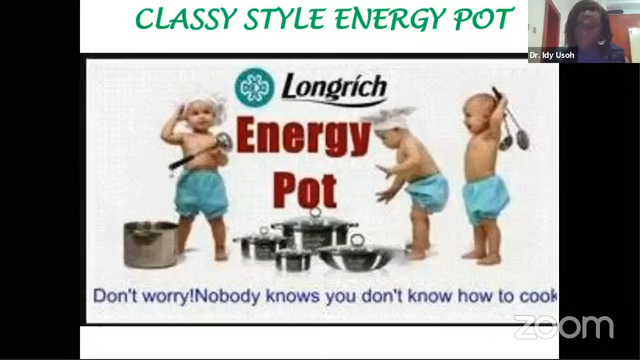 CLASSY STYLE ENERGY POT
Dr. Idy Usoh
Longrich
Energy
Pot
Don't worry!Nobody knows you don't know how to cook
zoom